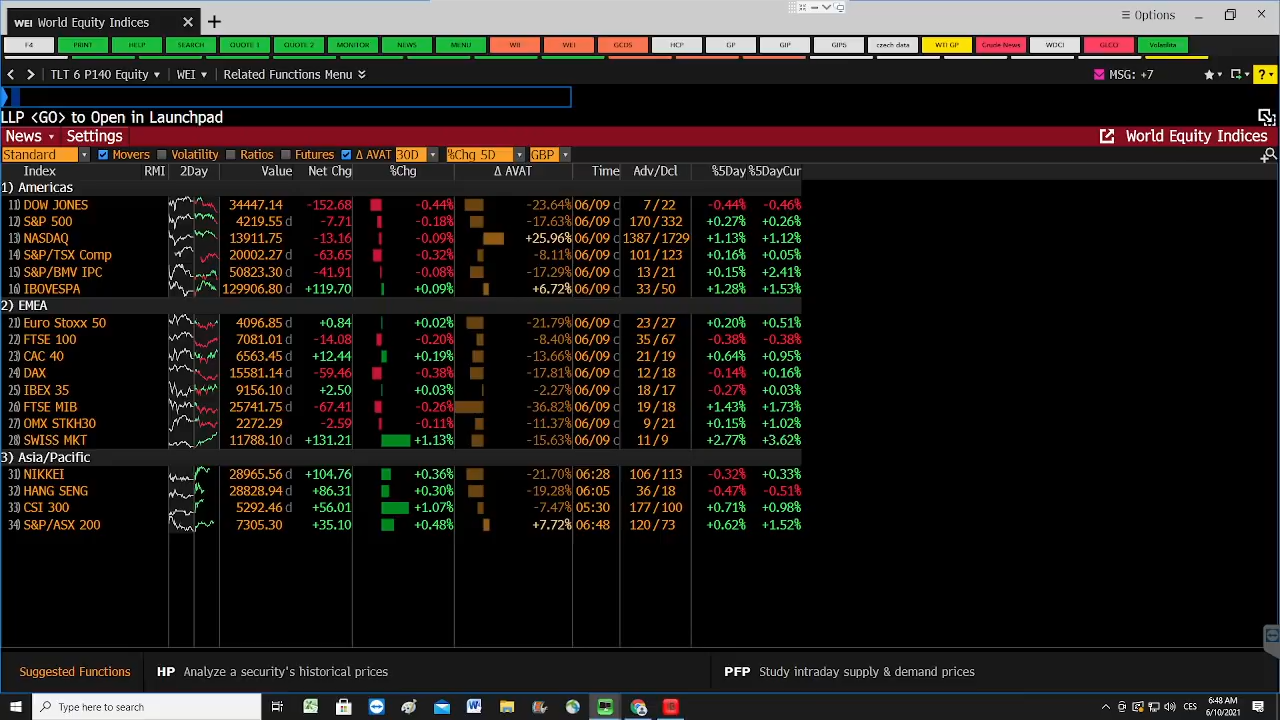 WEI World Equity Indices × + Options
F4 PRINT HELP SEARCH QUOTE 1 QUOTE 2 MONITOR NEWS MENU WII WEI GCDS HCP GP GIP GIPS czech data WTI GP Crude News WDCI GLCO Volatilita
TLT 6 P140 Equity WEI Related Functions Menu MSG: +7 ?
LLP <GO> to Open in Launchpad
News Settings World Equity Indices
Standard Movers Volatility Ratios Futures Δ AVAT 30D %Chg 5D GBP
Index RMI 2Day Value Net Chg %Chg Δ AVAT Time Adv/Dcl %5Day %5DayCur
1) Americas
11) DOW JONES 34447.14 -152.68 -0.44% -23.64% 06/09 c 7/22 -0.44% -0.46%
12) S&P 500 4219.55 d -7.71 -0.18% -17.63% 06/09 c 170/332 +0.27% +0.26%
13) NASDAQ 13911.75 -13.16 -0.09% +25.96% 06/09 c 1387/1729 +1.13% +1.12%
14) S&P/TSX Comp 20002.27 -63.65 -0.32% -8.11% 06/09 c 101/123 +0.16% +0.05%
15) S&P/BMV IPC 50823.30 d -41.91 -0.08% -17.29% 06/09 c 13/21 +0.15% +2.41%
16) IBOVESPA 129906.80 d +119.70 +0.09% +6.72% 06/09 c 33/50 +1.28% +1.53%
2) EMEA
21) Euro Stoxx 50 4096.85 d +0.84 +0.02% -21.79% 06/09 c 23/27 +0.20% +0.51%
22) FTSE 100 7081.01 d -14.08 -0.20% -8.40% 06/09 c 35/67 -0.38% -0.38%
23) CAC 40 6563.45 d +12.44 +0.19% -13.66% 06/09 c 21/19 +0.64% +0.95%
24) DAX 15581.14 d -59.46 -0.38% -17.81% 06/09 c 12/18 -0.14% +0.16%
25) IBEX 35 9156.10 d +2.50 +0.03% -2.27% 06/09 c 18/17 -0.27% +0.03%
26) FTSE MIB 25741.75 d -67.41 -0.26% -36.82% 06/09 c 19/18 +1.43% +1.73%
27) OMX STKH30 2272.29 d -2.59 -0.11% -11.37% 06/09 c 9/21 +0.15% +1.02%
28) SWISS MKT 11788.10 d +131.21 +1.13% -15.63% 06/09 c 11/9 +2.77% +3.62%
3) Asia/Pacific
31) NIKKEI 28965.56 d +104.76 +0.36% -21.70% 06:28 106/113 -0.32% +0.33%
32) HANG SENG 28828.94 d +86.31 +0.30% -19.28% 06:05 36/18 -0.47% -0.51%
33) CSI 300 5292.46 d +56.01 +1.07% -7.47% 05:30 177/100 +0.71% +0.98%
34) S&P/ASX 200 7305.30 +35.10 +0.48% +7.72% 06:48 120/73 +0.62% +1.52%
Suggested Functions HP Analyze a security's historical prices PFP Study intraday supply & demand prices
Type here to search CES 6:48 AM
6/10/2021